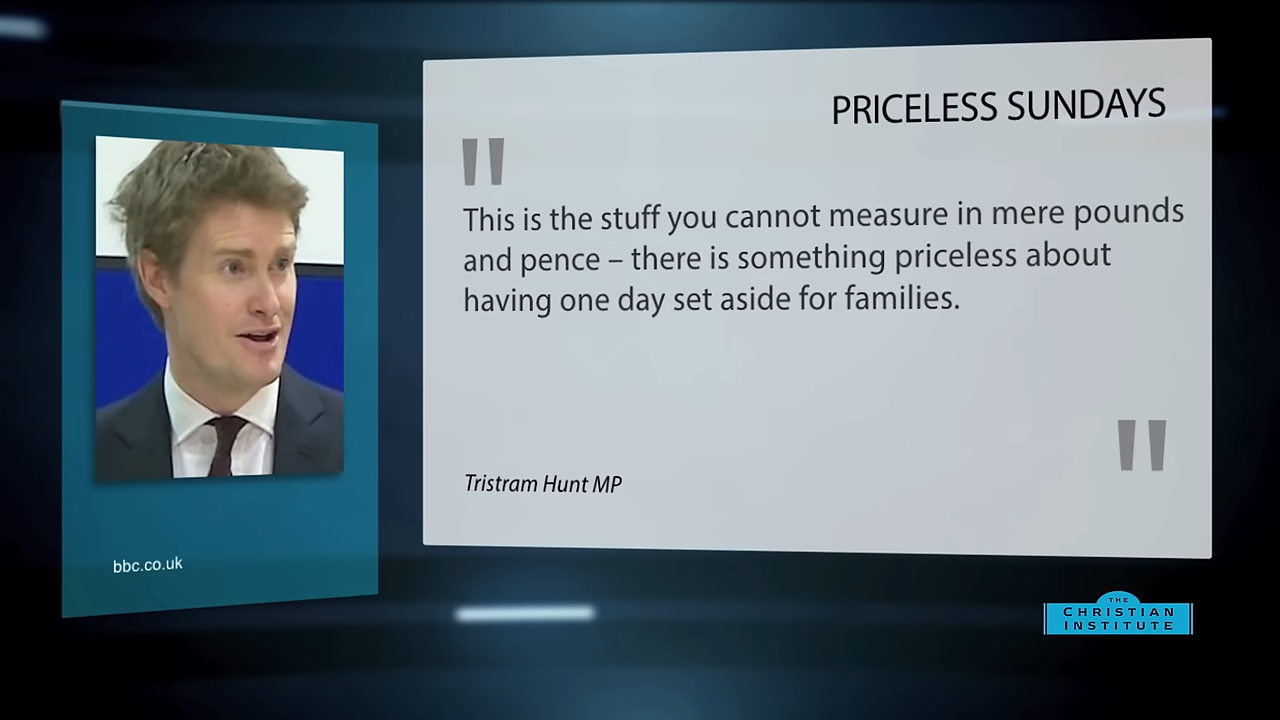 PRICELESS SUNDAYS
"
This is the stuff you cannot measure in mere pounds
and pence – there is something priceless about
having one day set aside for families.
"
Tristram Hunt MP
bbc.co.uk
THE
CHRISTIAN
INSTITUTE